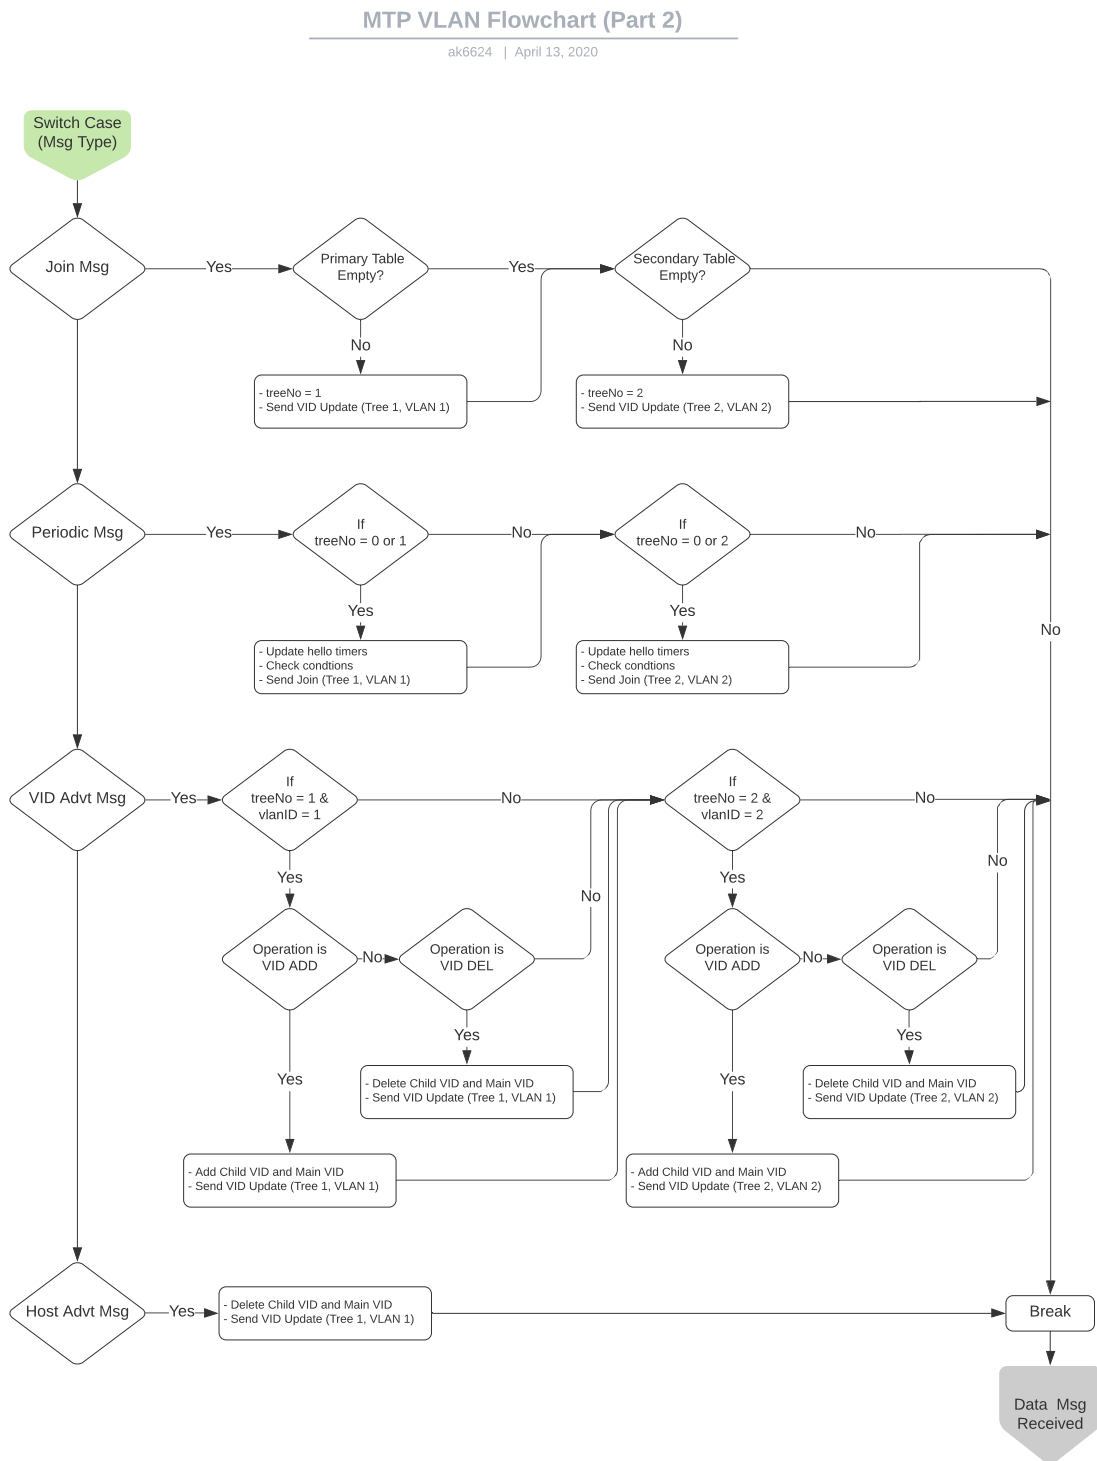 MTP VLAN Flowchart (Part 2)
ak6624 | April 13, 2020
Switch Case
(Msg Type)
Join Msg
Yes
Primary Table
Empty?
Yes
Secondary Table
Empty?
No
No
- treeNo = 1
- Send VID Update (Tree 1, VLAN 1)
- treeNo = 2
- Send VID Update (Tree 2, VLAN 2)
Periodic Msg
Yes
If
treeNo = 0 or 1
No
If
treeNo = 0 or 2
No
Yes
Yes
No
- Update hello timers
- Check condtions
- Send Join (Tree 1, VLAN 1)
- Update hello timers
- Check condtions
- Send Join (Tree 2, VLAN 2)
VID Advt Msg
Yes
If
treeNo = 1 &
vlanID = 1
No
If
treeNo = 2 &
vlanID = 2
No
Yes
No
Yes
No
Operation is
VID ADD
No
Operation is
VID DEL
Operation is
VID ADD
No
Operation is
VID DEL
Yes
Yes
Yes
Yes
- Delete Child VID and Main VID
- Send VID Update (Tree 1, VLAN 1)
- Delete Child VID and Main VID
- Send VID Update (Tree 2, VLAN 2)
- Add Child VID and Main VID
- Send VID Update (Tree 1, VLAN 1)
- Add Child VID and Main VID
- Send VID Update (Tree 2, VLAN 2)
Host Advt Msg
Yes
- Delete Child VID and Main VID
- Send VID Update (Tree 1, VLAN 1)
Break
Data Msg
Received